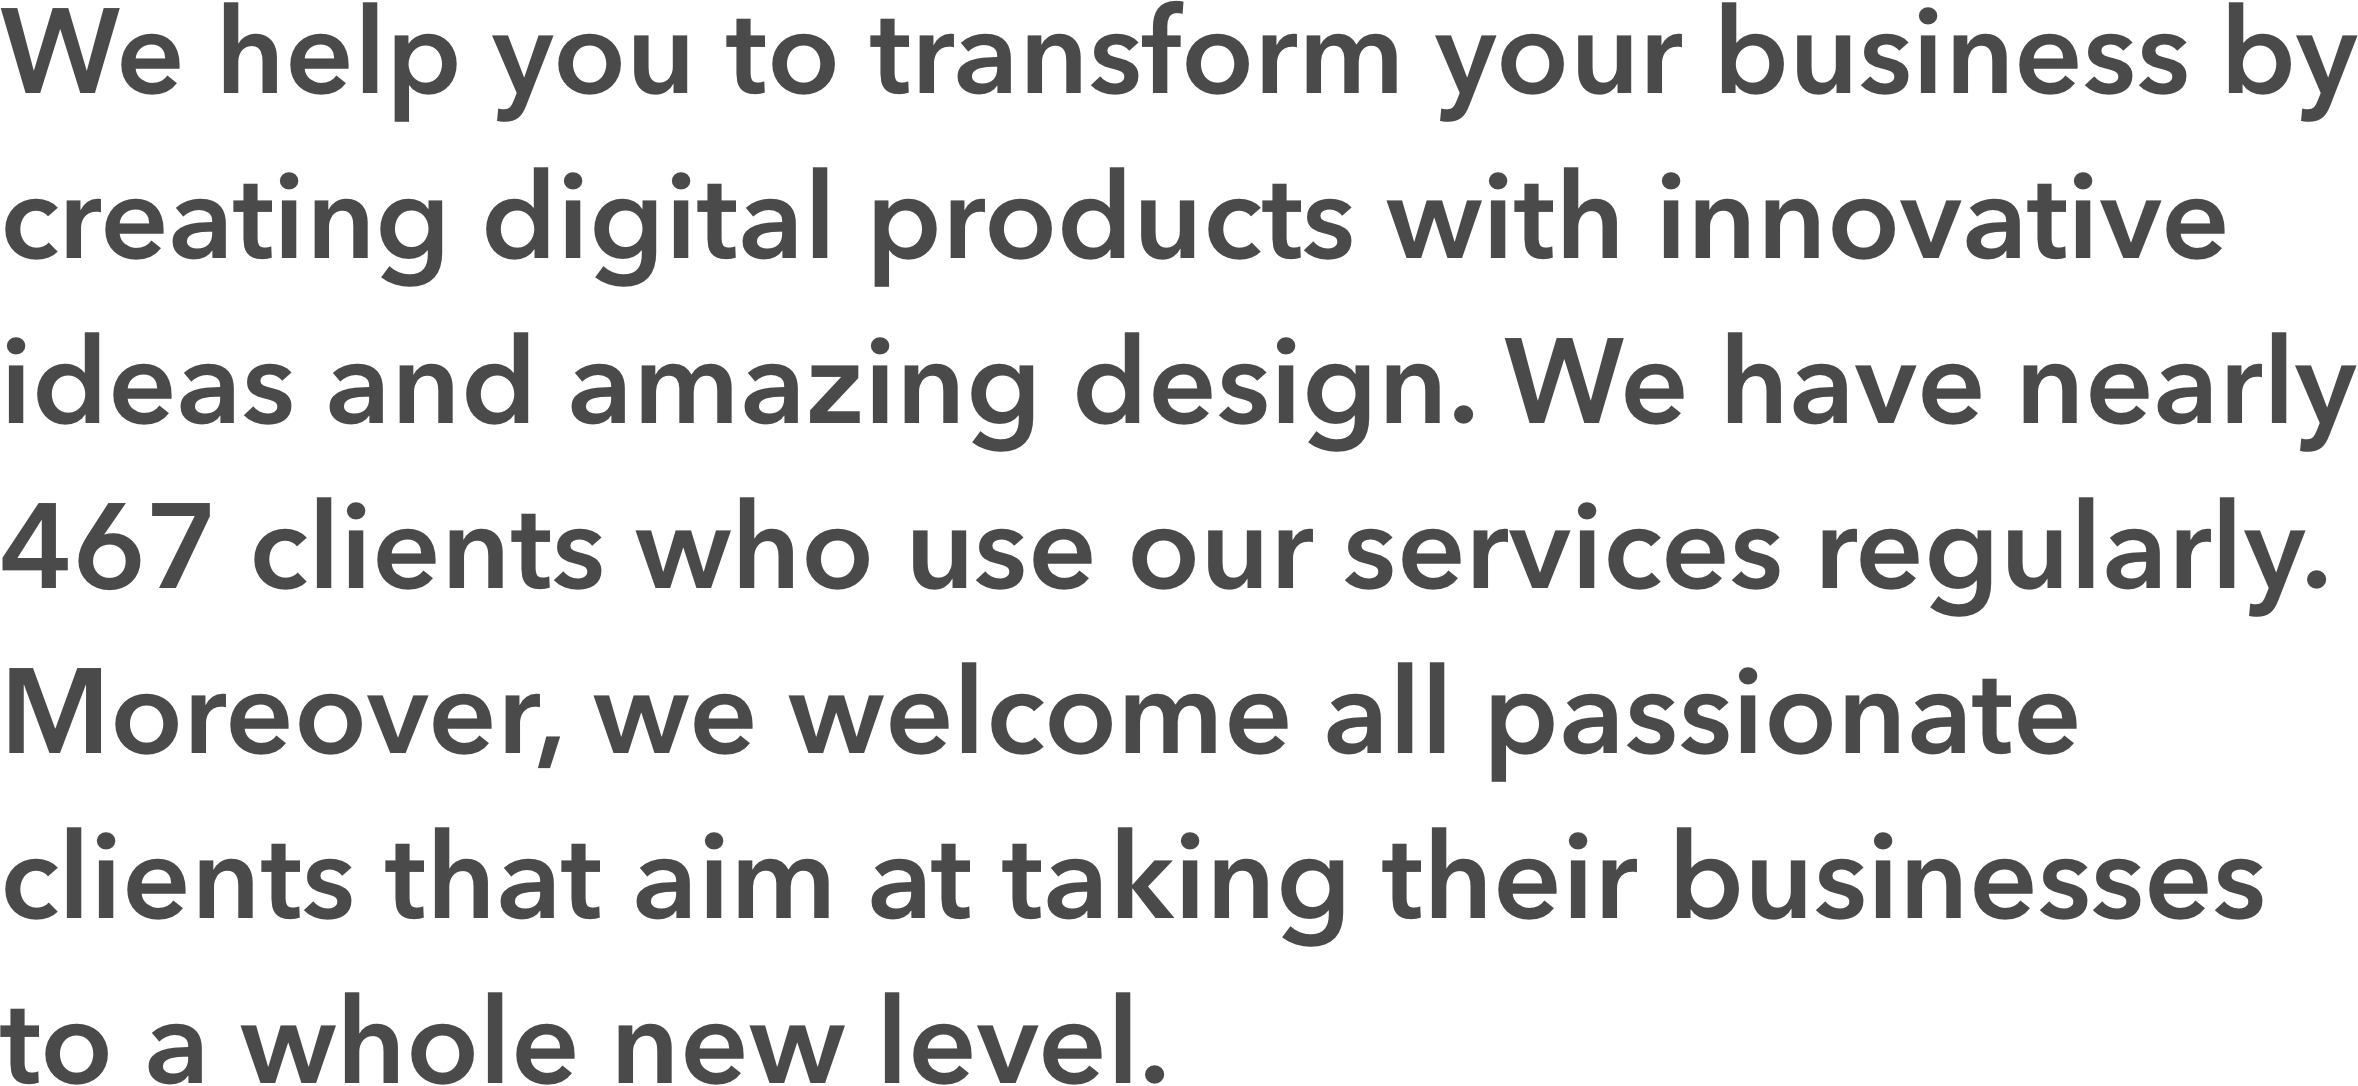 We help you to transform your business by
creating digital products with innovative
ideas and amazing design. We have nearly
467 clients who use our services regularly.
Moreover, we welcome all passionate
clients that aim at taking their businesses
to a whole new level.